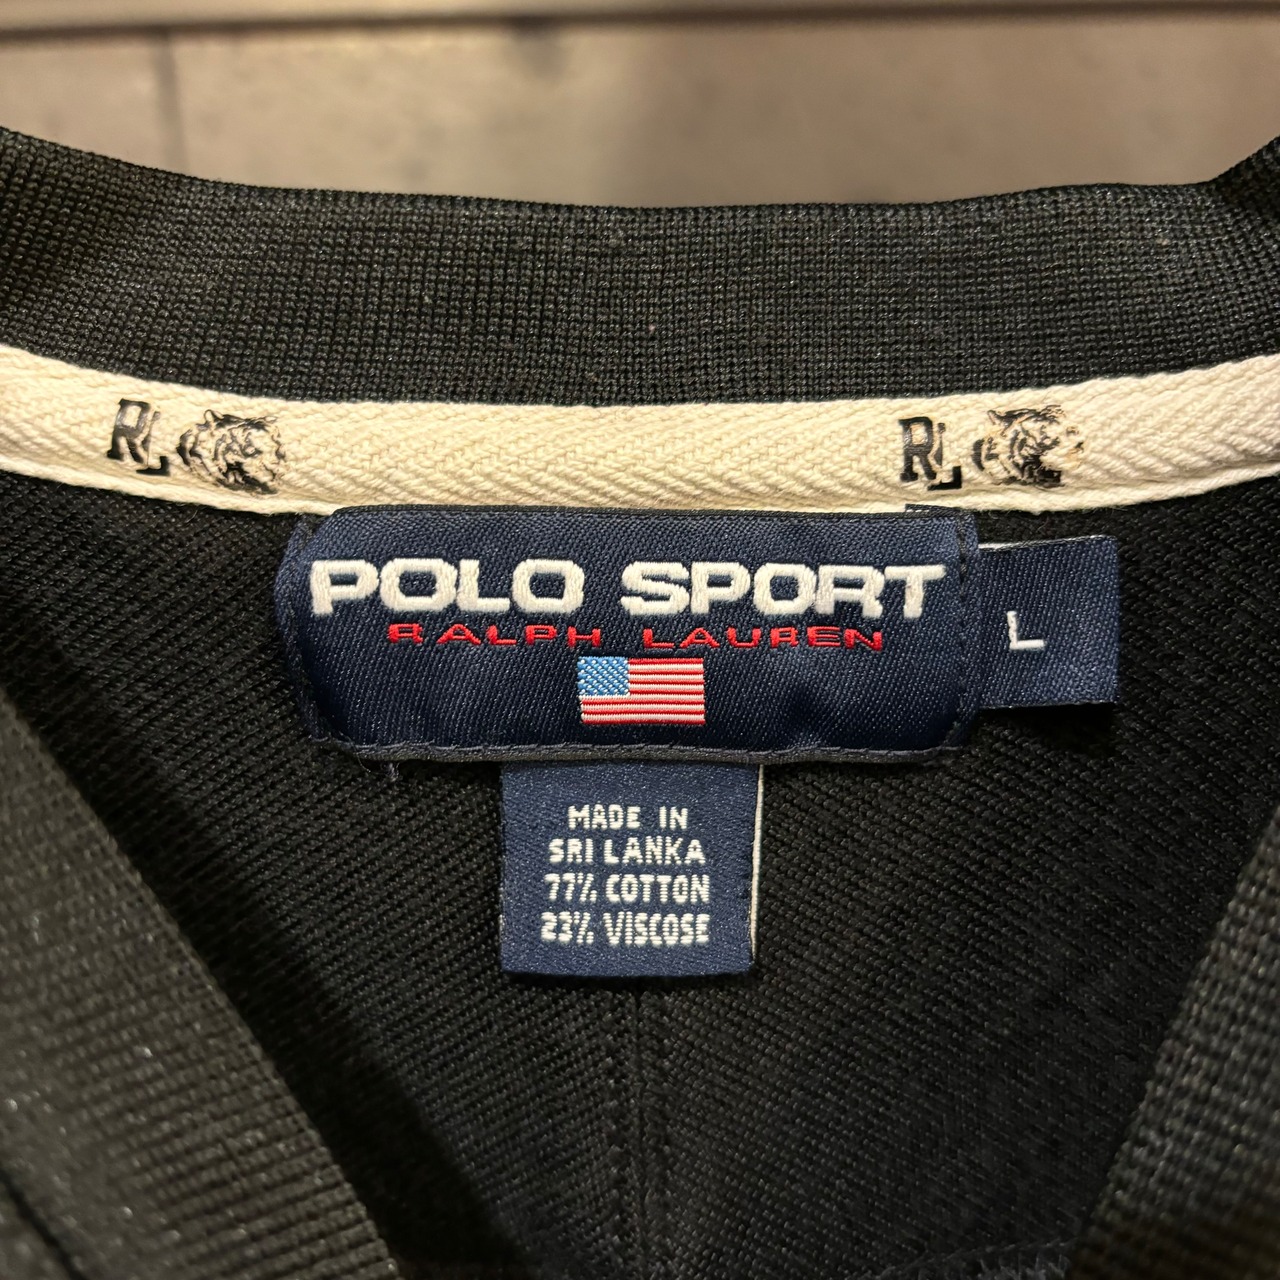 RL RL
POLO SPORT
RALPH LAUREN
L
MADE IN
SRI LANKA
77% COTTON
23% VISCOSE